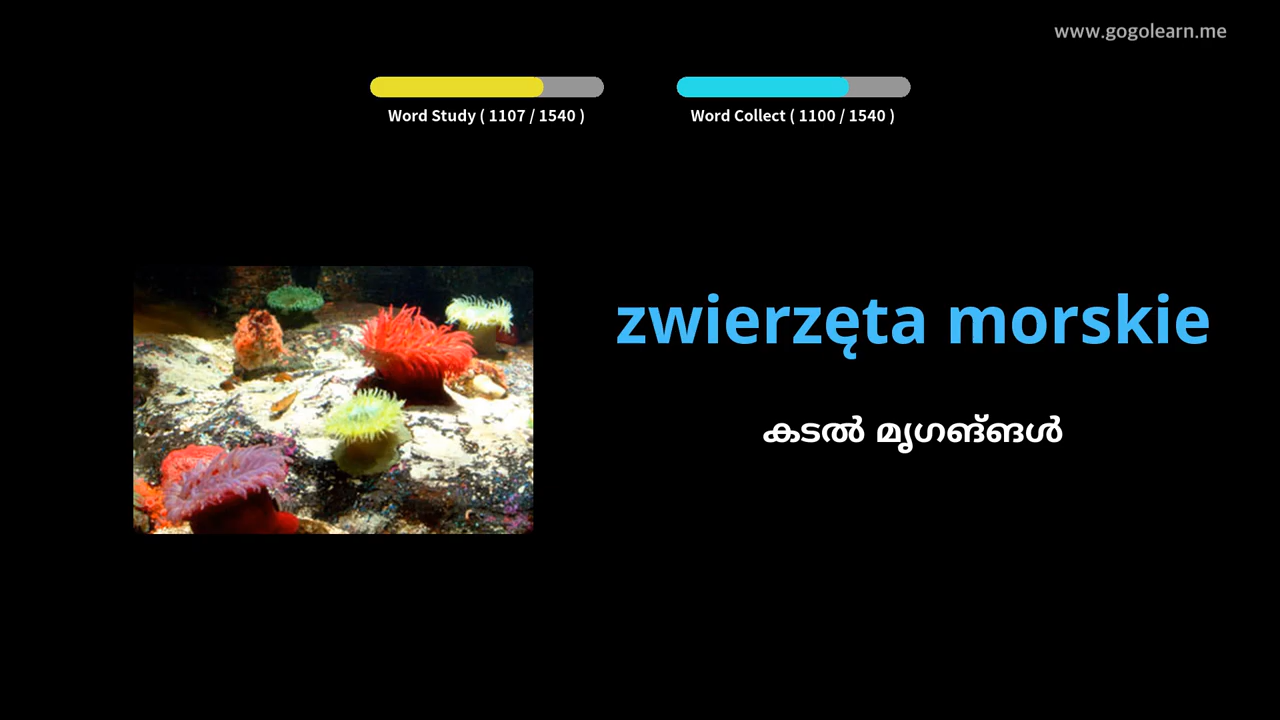 www.gogolearn.me
Word Study ( 1107 / 1540 )
Word Collect ( 1100 / 1540 )
zwierzęta morskie
കടൽ മൃഗങ്ങൾ